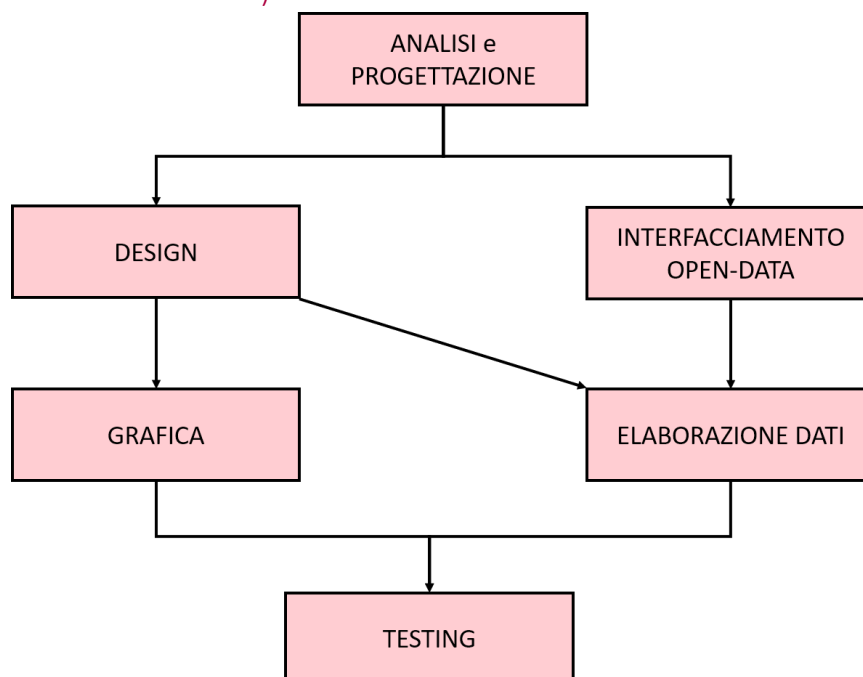 ANALISI e
PROGETTAZIONE
DESIGN
INTERFACCIAMENTO
OPEN-DATA
GRAFICA
ELABORAZIONE DATI
TESTING